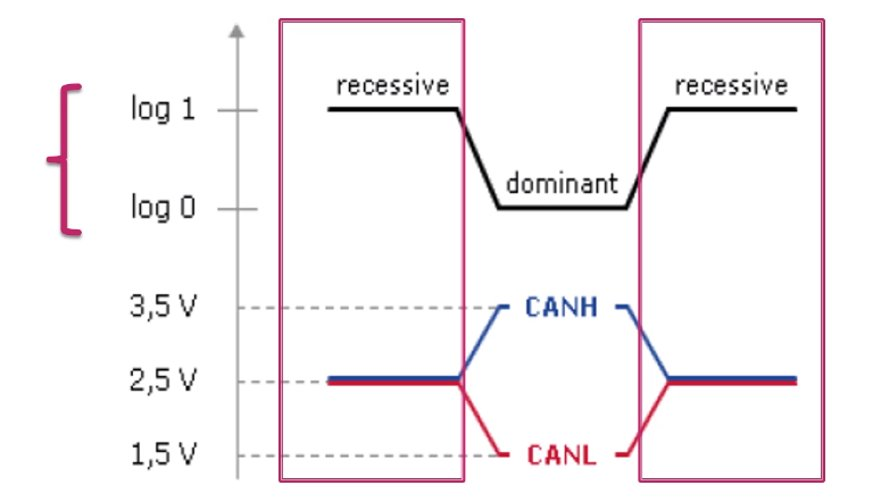 recessive recessive
log 1
dominant
log 0
3,5 V CANH
2,5 V
1,5 V CANL